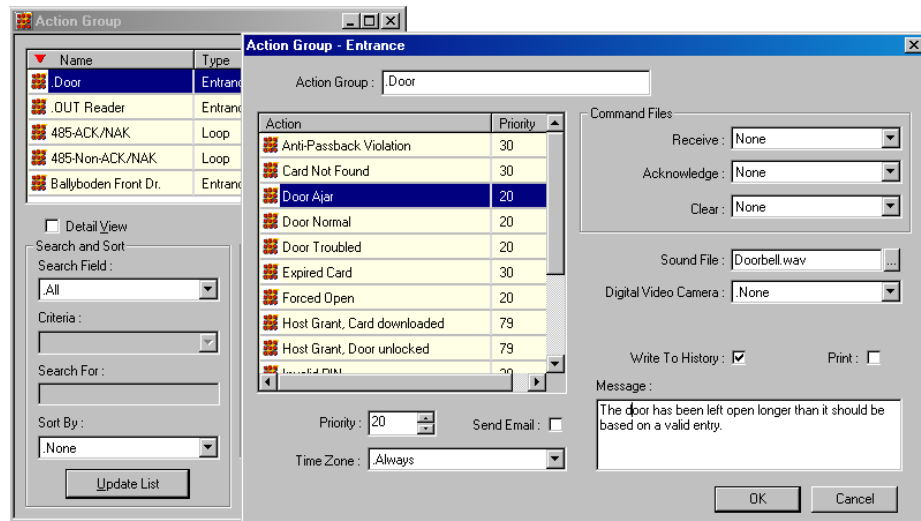 Action Group
Name Type
.Door
.OUT Reader
485-ACK/NAK Loop
485-Non-ACK/NAK Loop
Ballyboden Front Dr.
Detail View
Search and Sort
Search Field :
.All
Criteria :
Search For :
Sort By :
.None
Update List
Action Group - Entrance
Action Group : .Door
Action Priority
Anti-Passback Violation 30
Card Not Found 30
Door Ajar 20
Door Normal 20
Door Troubled 20
Expired Card 30
Forced Open 20
Host Grant, Card downloaded 79
Host Grant, Door unlocked 79
Priority : 20 Send Email :
Time Zone : .Always
Command Files
Receive : None
Acknowledge : None
Clear : None
Sound File : Doorbell.wav ...
Digital Video Camera : .None
Write To History : Print :
Message :
The door has been left open longer than it should be
based on a valid entry.
OK Cancel